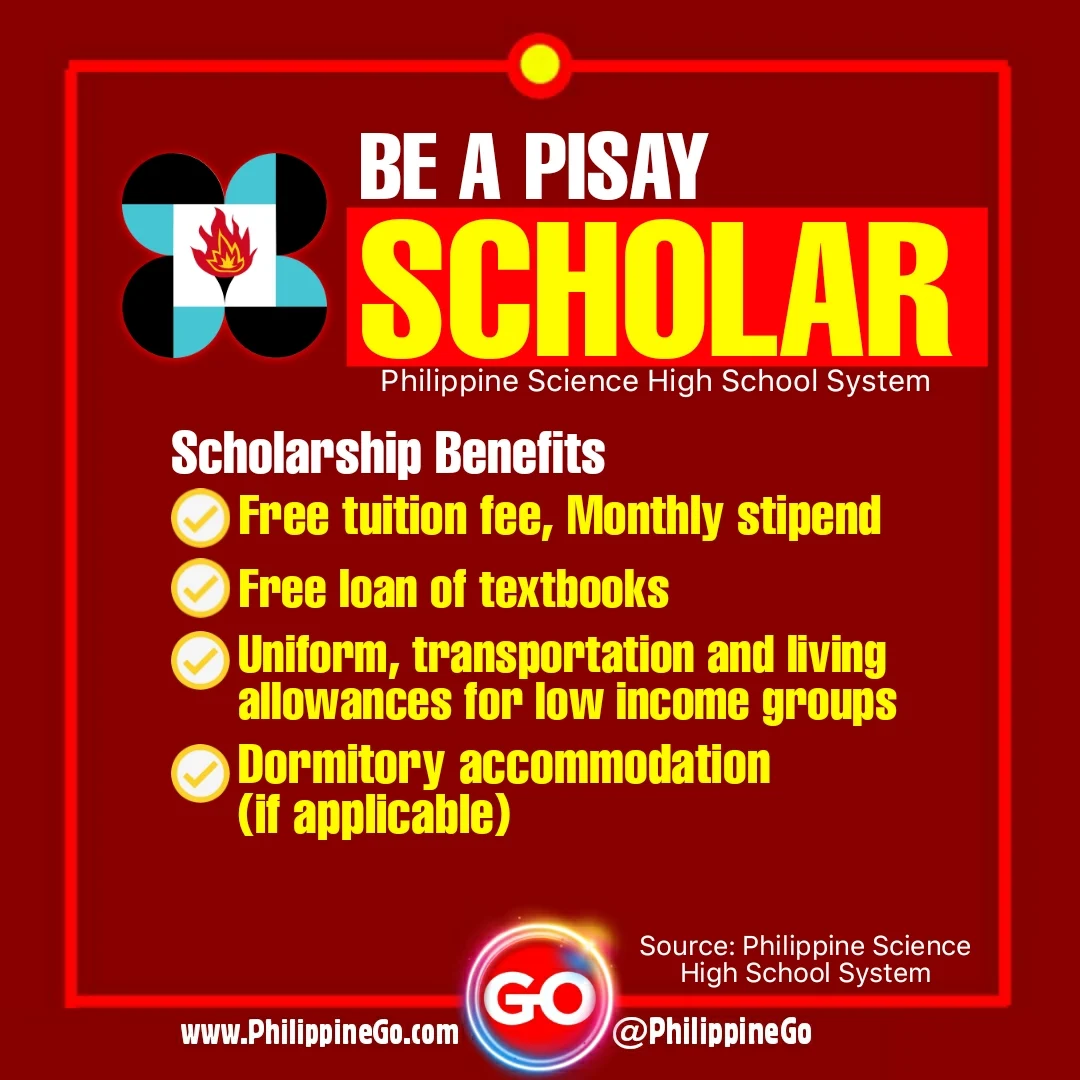 BE A PISAY
SCHOLAR
Philippine Science High School System
Scholarship Benefits
Free tuition fee, Monthly stipend
Free loan of textbooks
Uniform, transportation and living
allowances for low income groups
Dormitory accommodation
(if applicable)
Source: Philippine Science
High School System
www.PhilippineGo.com
GO
@PhilippineGo